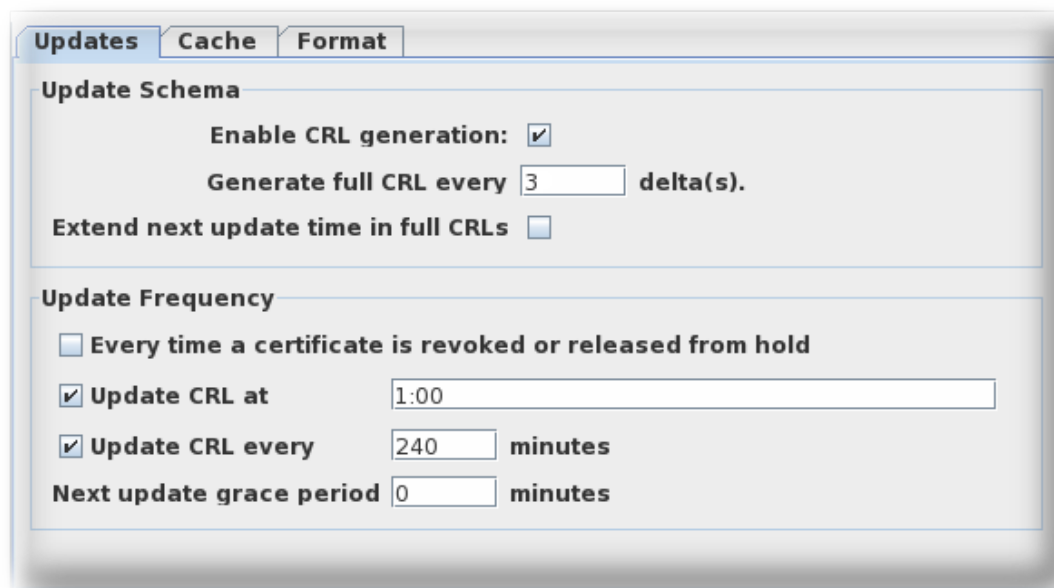 Updates Cache Format
Update Schema
Enable CRL generation:
Generate full CRL every 3 delta(s).
Extend next update time in full CRLs
Update Frequency
Every time a certificate is revoked or released from hold
Update CRL at 1:00
Update CRL every 240 minutes
Next update grace period 0 minutes